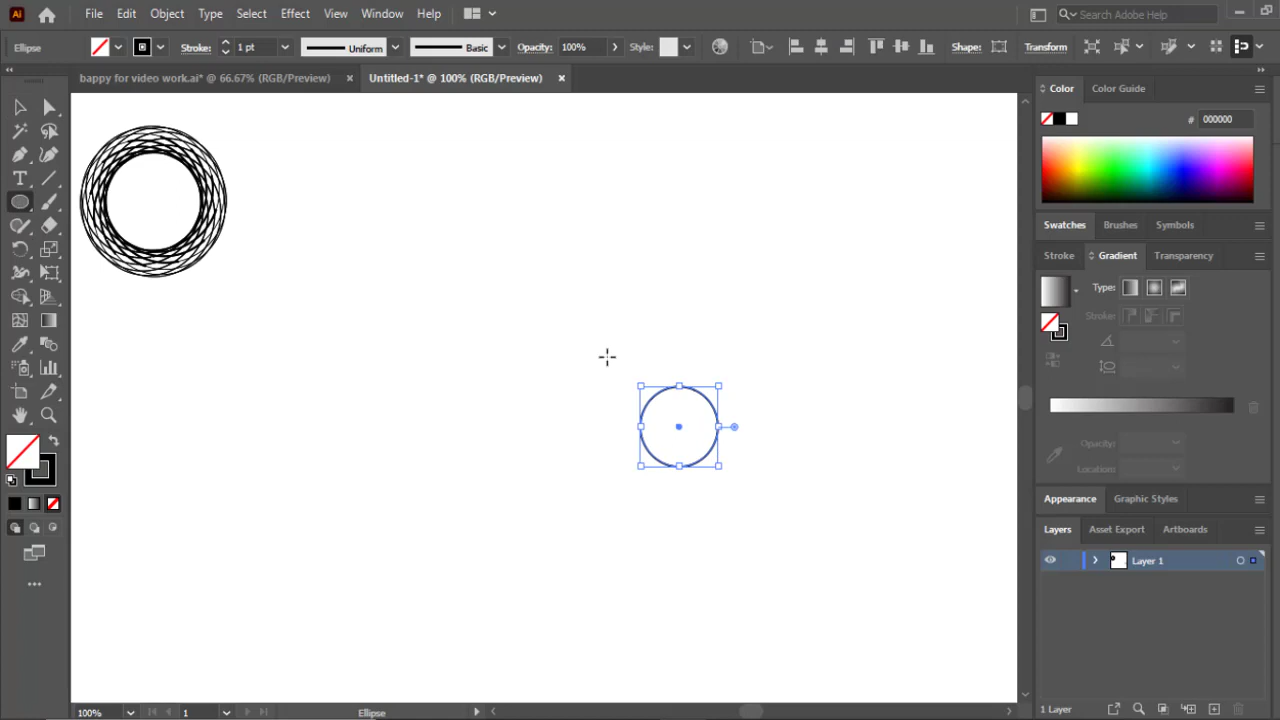 Ai File Edit Object Type Select Effect View Window Help Search Adobe Help
Ellipse Stroke: 1 pt Uniform Basic Opacity: 100% Style: Shape: Transform
bappy for video work.ai* @ 66.67% (RGB/Preview) × Untitled-1* @ 100% (RGB/Preview) ×
Color Color Guide
# 000000
Swatches Brushes Symbols
Stroke Gradient Transparency
Type:
Stroke:
Opacity:
Location:
Appearance Graphic Styles
Layers Asset Export Artboards
Layer 1
100% 1 Ellipse 1 Layer